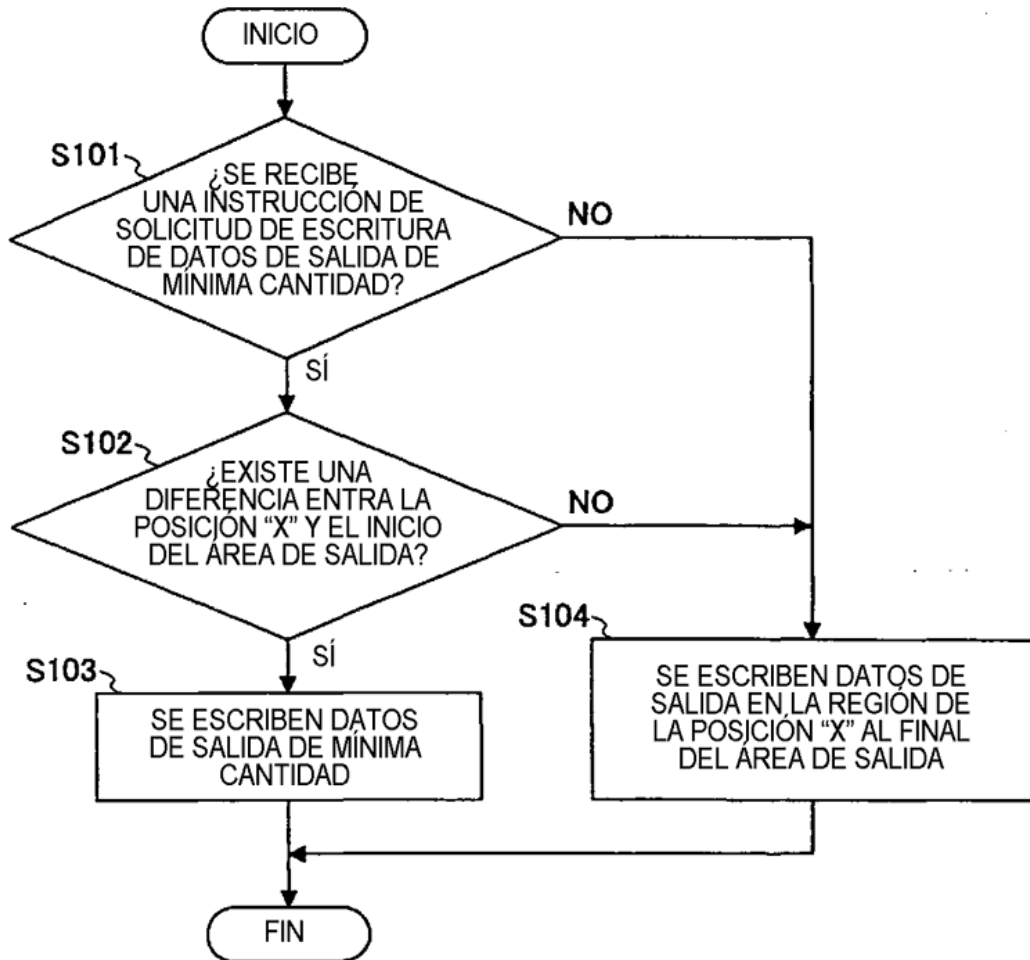 INICIO
S101
¿SE RECIBE
UNA INSTRUCCIÓN DE
SOLICITUD DE ESCRITURA
DE DATOS DE SALIDA DE
MÍNIMA CANTIDAD?
NO
SÍ
S102
¿EXISTE UNA
DIFERENCIA ENTRA LA
POSICIÓN “X” Y EL INICIO
DEL ÁREA DE SALIDA?
NO
SÍ
S103
SE ESCRIBEN DATOS
DE SALIDA DE MÍNIMA
CANTIDAD
S104
SE ESCRIBEN DATOS DE
SALIDA EN LA REGIÓN DE
LA POSICIÓN “X” AL FINAL
DEL ÁREA DE SALIDA
FIN